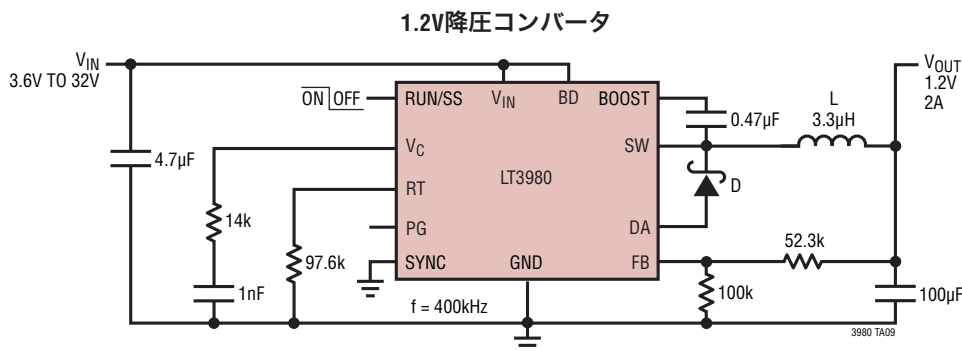 1.2V降圧コンバータ
VIN
3.6V TO 32V
VOUT
1.2V
2A
ON OFF
RUN/SS
VIN
BD
BOOST
L
3.3µH
0.47µF
4.7µF
VC
SW
LT3980
RT
D
14k
PG
DA
52.3k
97.6k
SYNC
GND
FB
1nF
f = 400kHz
100k
100µF
3980 TA09